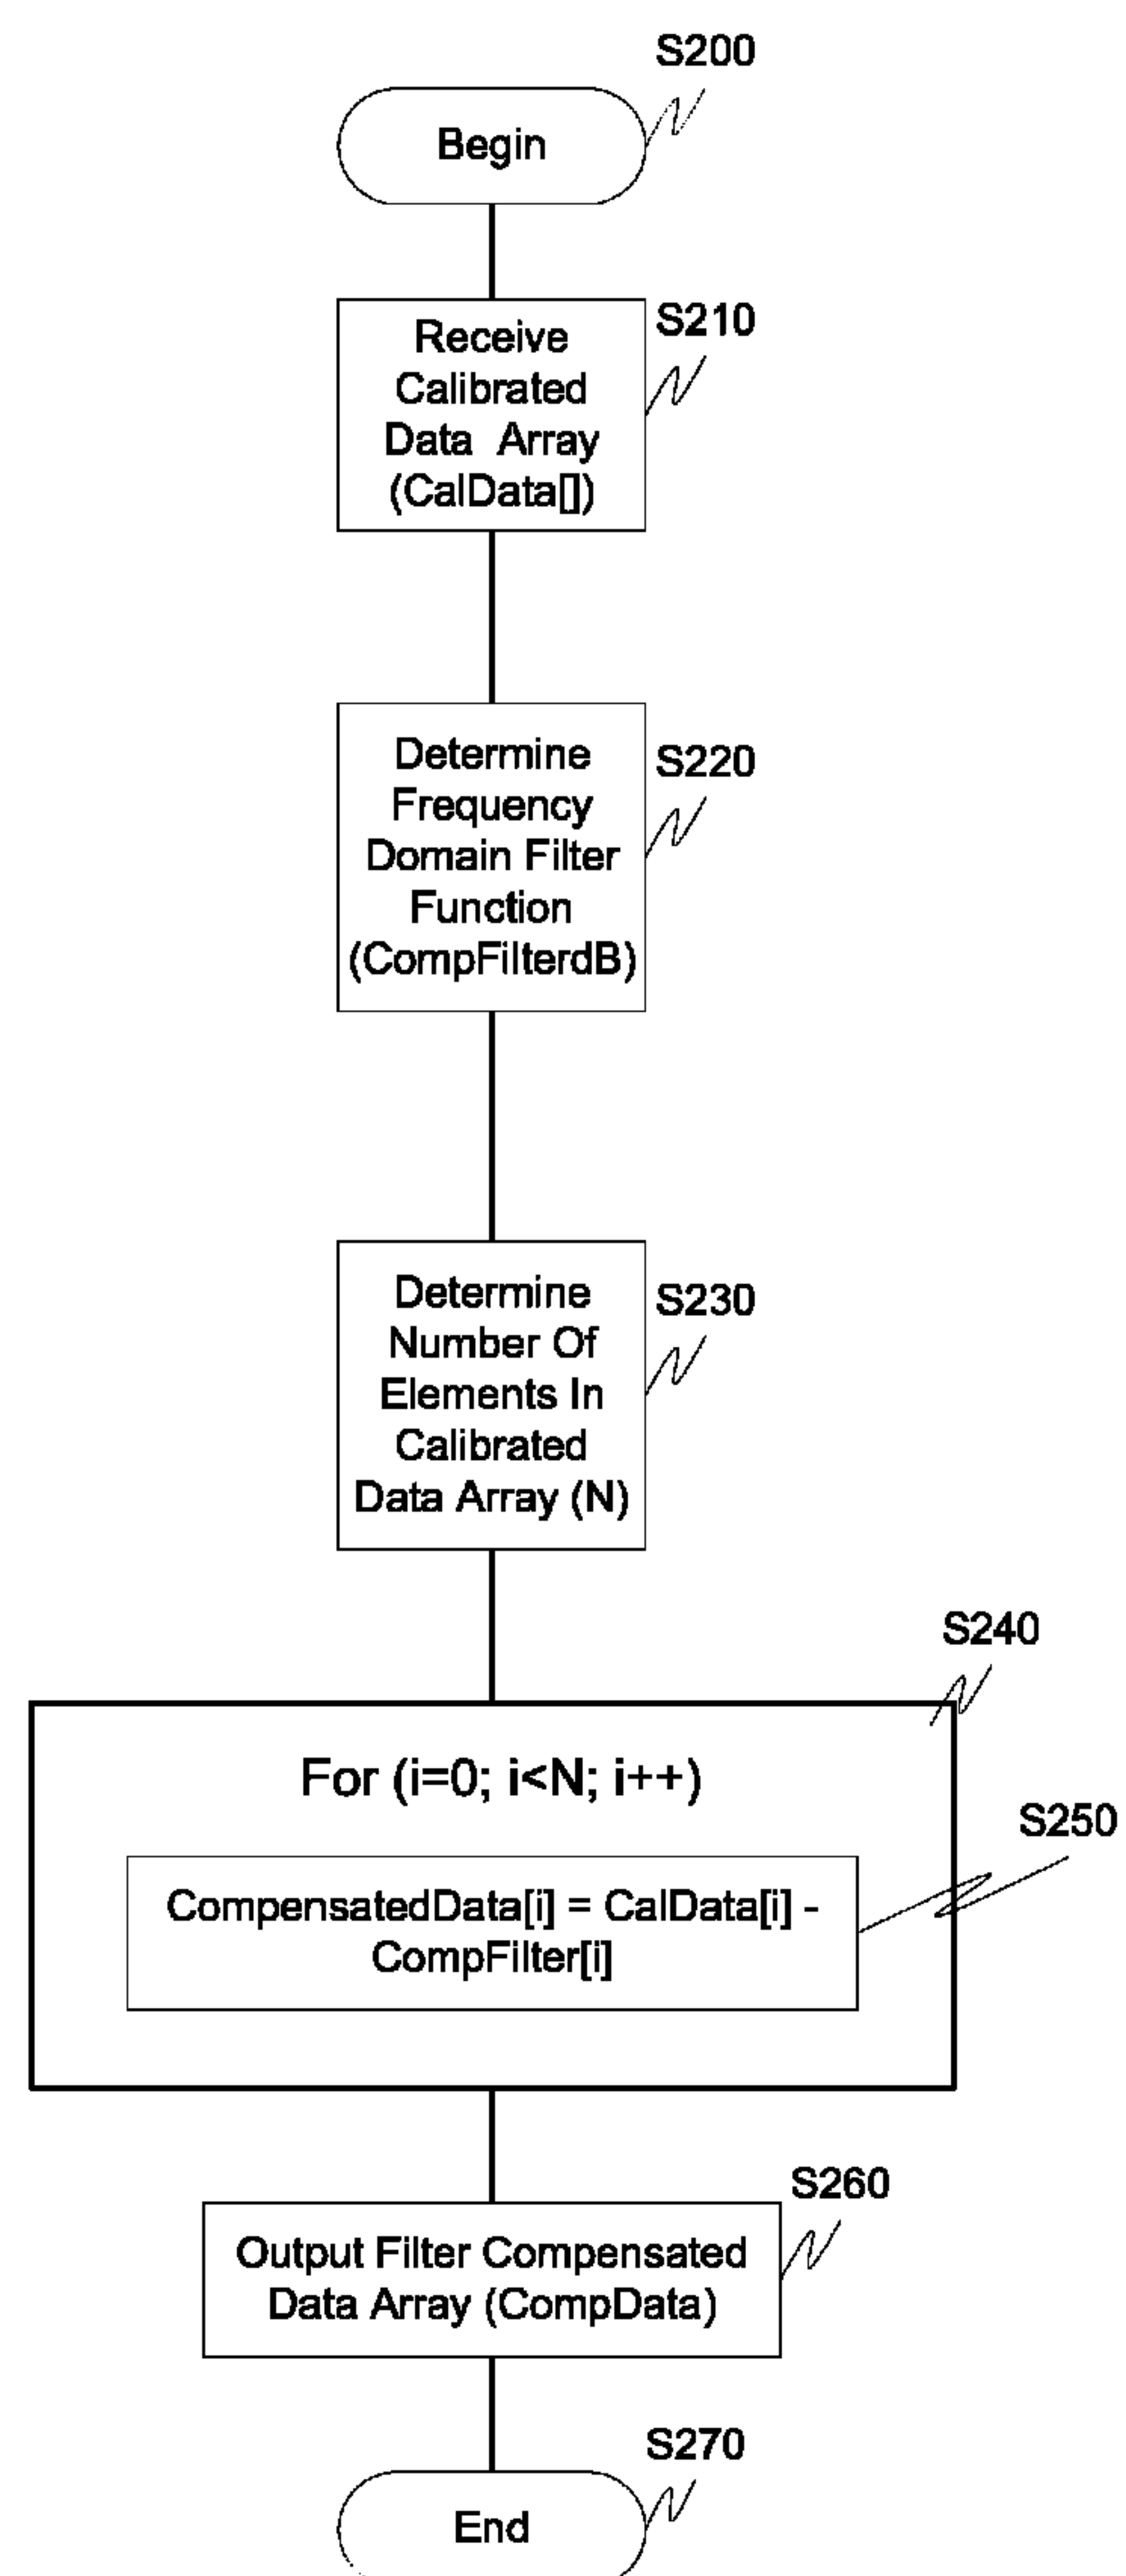 S200
Begin
S210
Receive
Calibrated
Data Array
(CalData[])
S220
Determine
Frequency
Domain Filter
Function
(CompFilterdB)
S230
Determine
Number Of
Elements In
Calibrated
Data Array (N)
S240
For (i=0; i<N; i++)
S250
CompensatedData[i] = CalData[i] -
CompFilter[i]
S260
Output Filter Compensated
Data Array (CompData)
S270
End